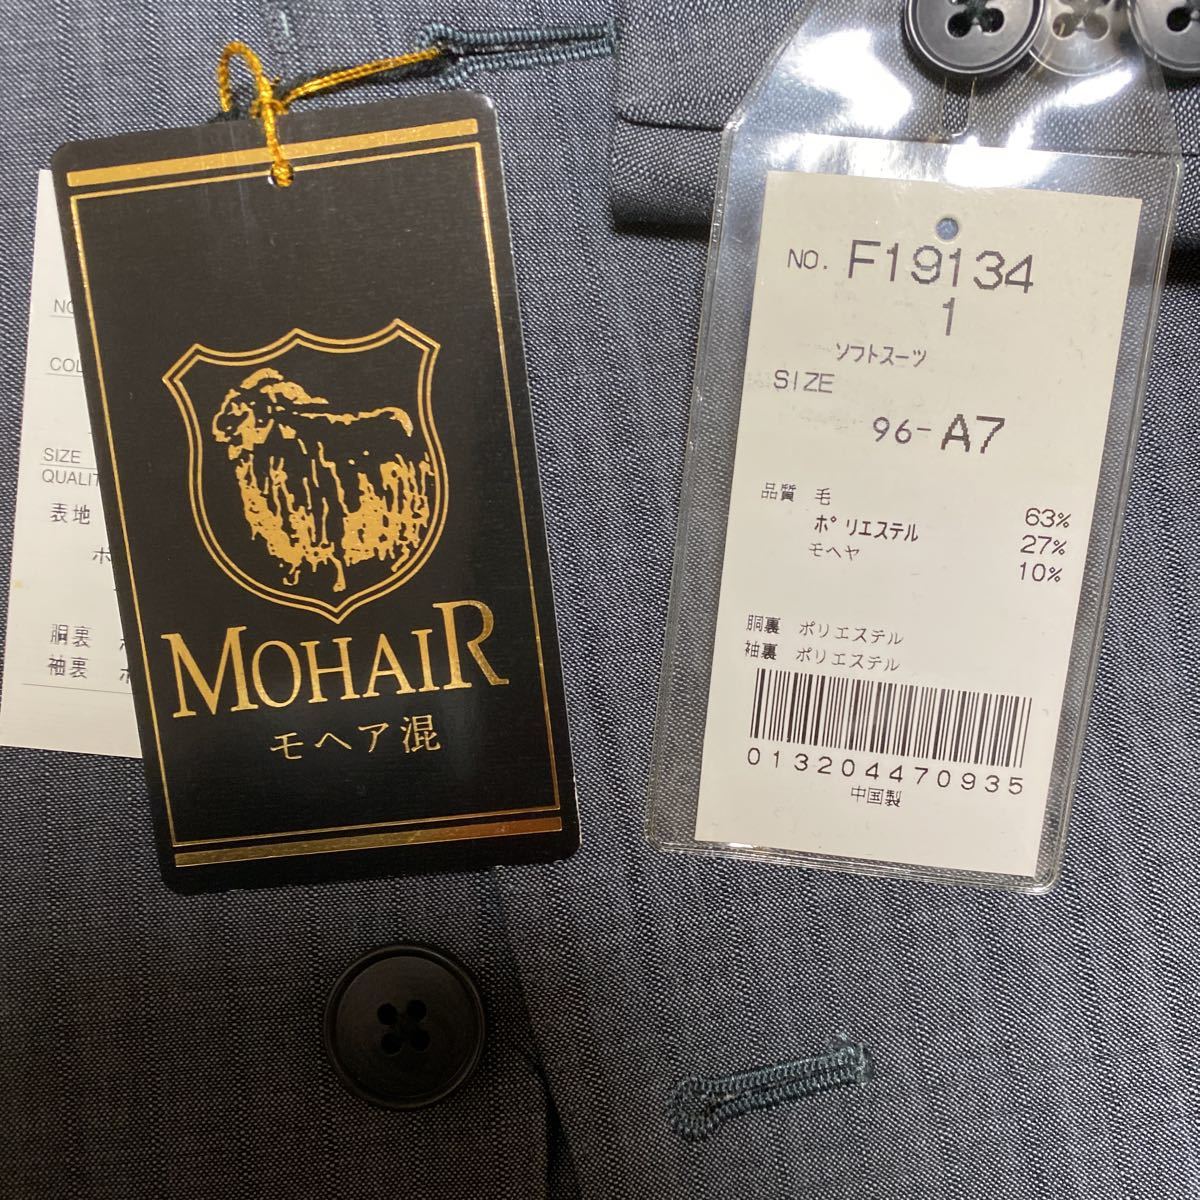 NO
COL
SIZE
QUALIT
表地
ポ
胴裏
袖裏
MOHAIR
モヘア混
NO. F19134
1
ソフトスーツ
SIZE
96-A7
品質 毛 63%
ポリエステル 27%
モヘヤ 10%
胴裏 ポリエステル
袖裏 ポリエステル
013204470935
中国製